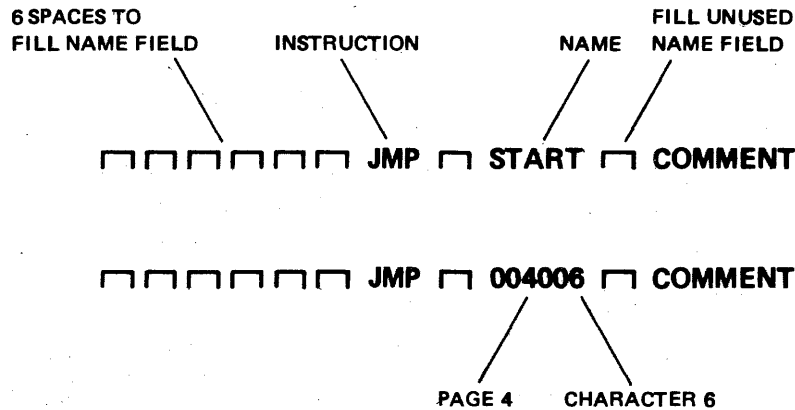 6 SPACES TO FILL UNUSED
FILL NAME FIELD INSTRUCTION NAME NAME FIELD
JMP START COMMENT
JMP 004006 COMMENT
PAGE 4 CHARACTER 6